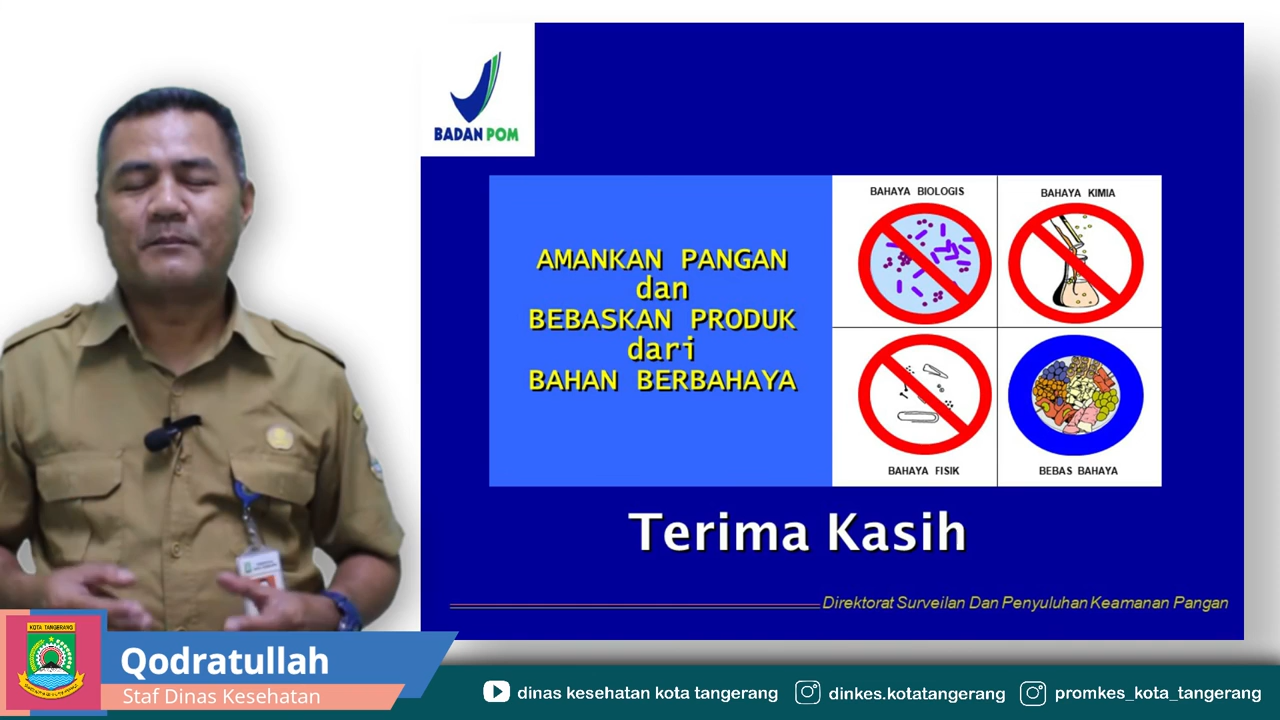 BADAN POM
AMANKAN PANGAN
dan
BEBASKAN PRODUK
dari
BAHAN BERBAHAYA
BAHAYA BIOLOGIS
BAHAYA KIMIA
BAHAYA FISIK
BEBAS BAHAYA
Terima Kasih
Direktorat Surveilan Dan Penyuluhan Keamanan Pangan
KOTA TANGERANG
Qodratullah
Staf Dinas Kesehatan
dinas kesehatan kota tangerang
dinkes.kotatangerang
promkes_kota_tangerang